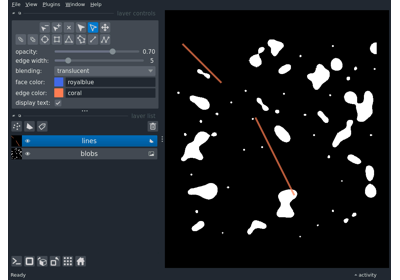 File View Plugins Window Help
layer controls
opacity: 0.70
edge width: 5
blending: translucent
face color: royalblue
edge color: coral
display text:
layer list
lines
blobs
Ready
activity